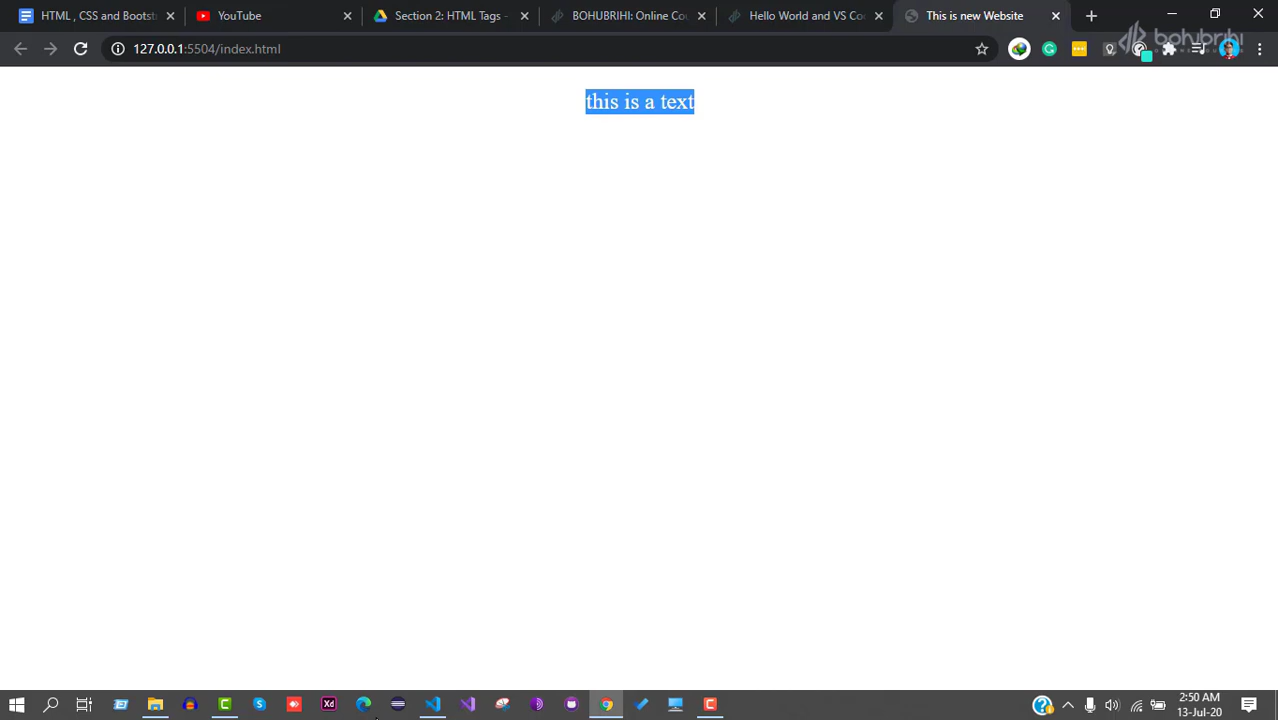 HTML , CSS and Bootst
YouTube
Section 2: HTML Tags -
BOHUBRIHI: Online Co
Hello World and VS Co
This is new Website
bohubrihi
127.0.0.1:5504/index.html
this is a text
Xd
2:50 AM
13-Jul-20